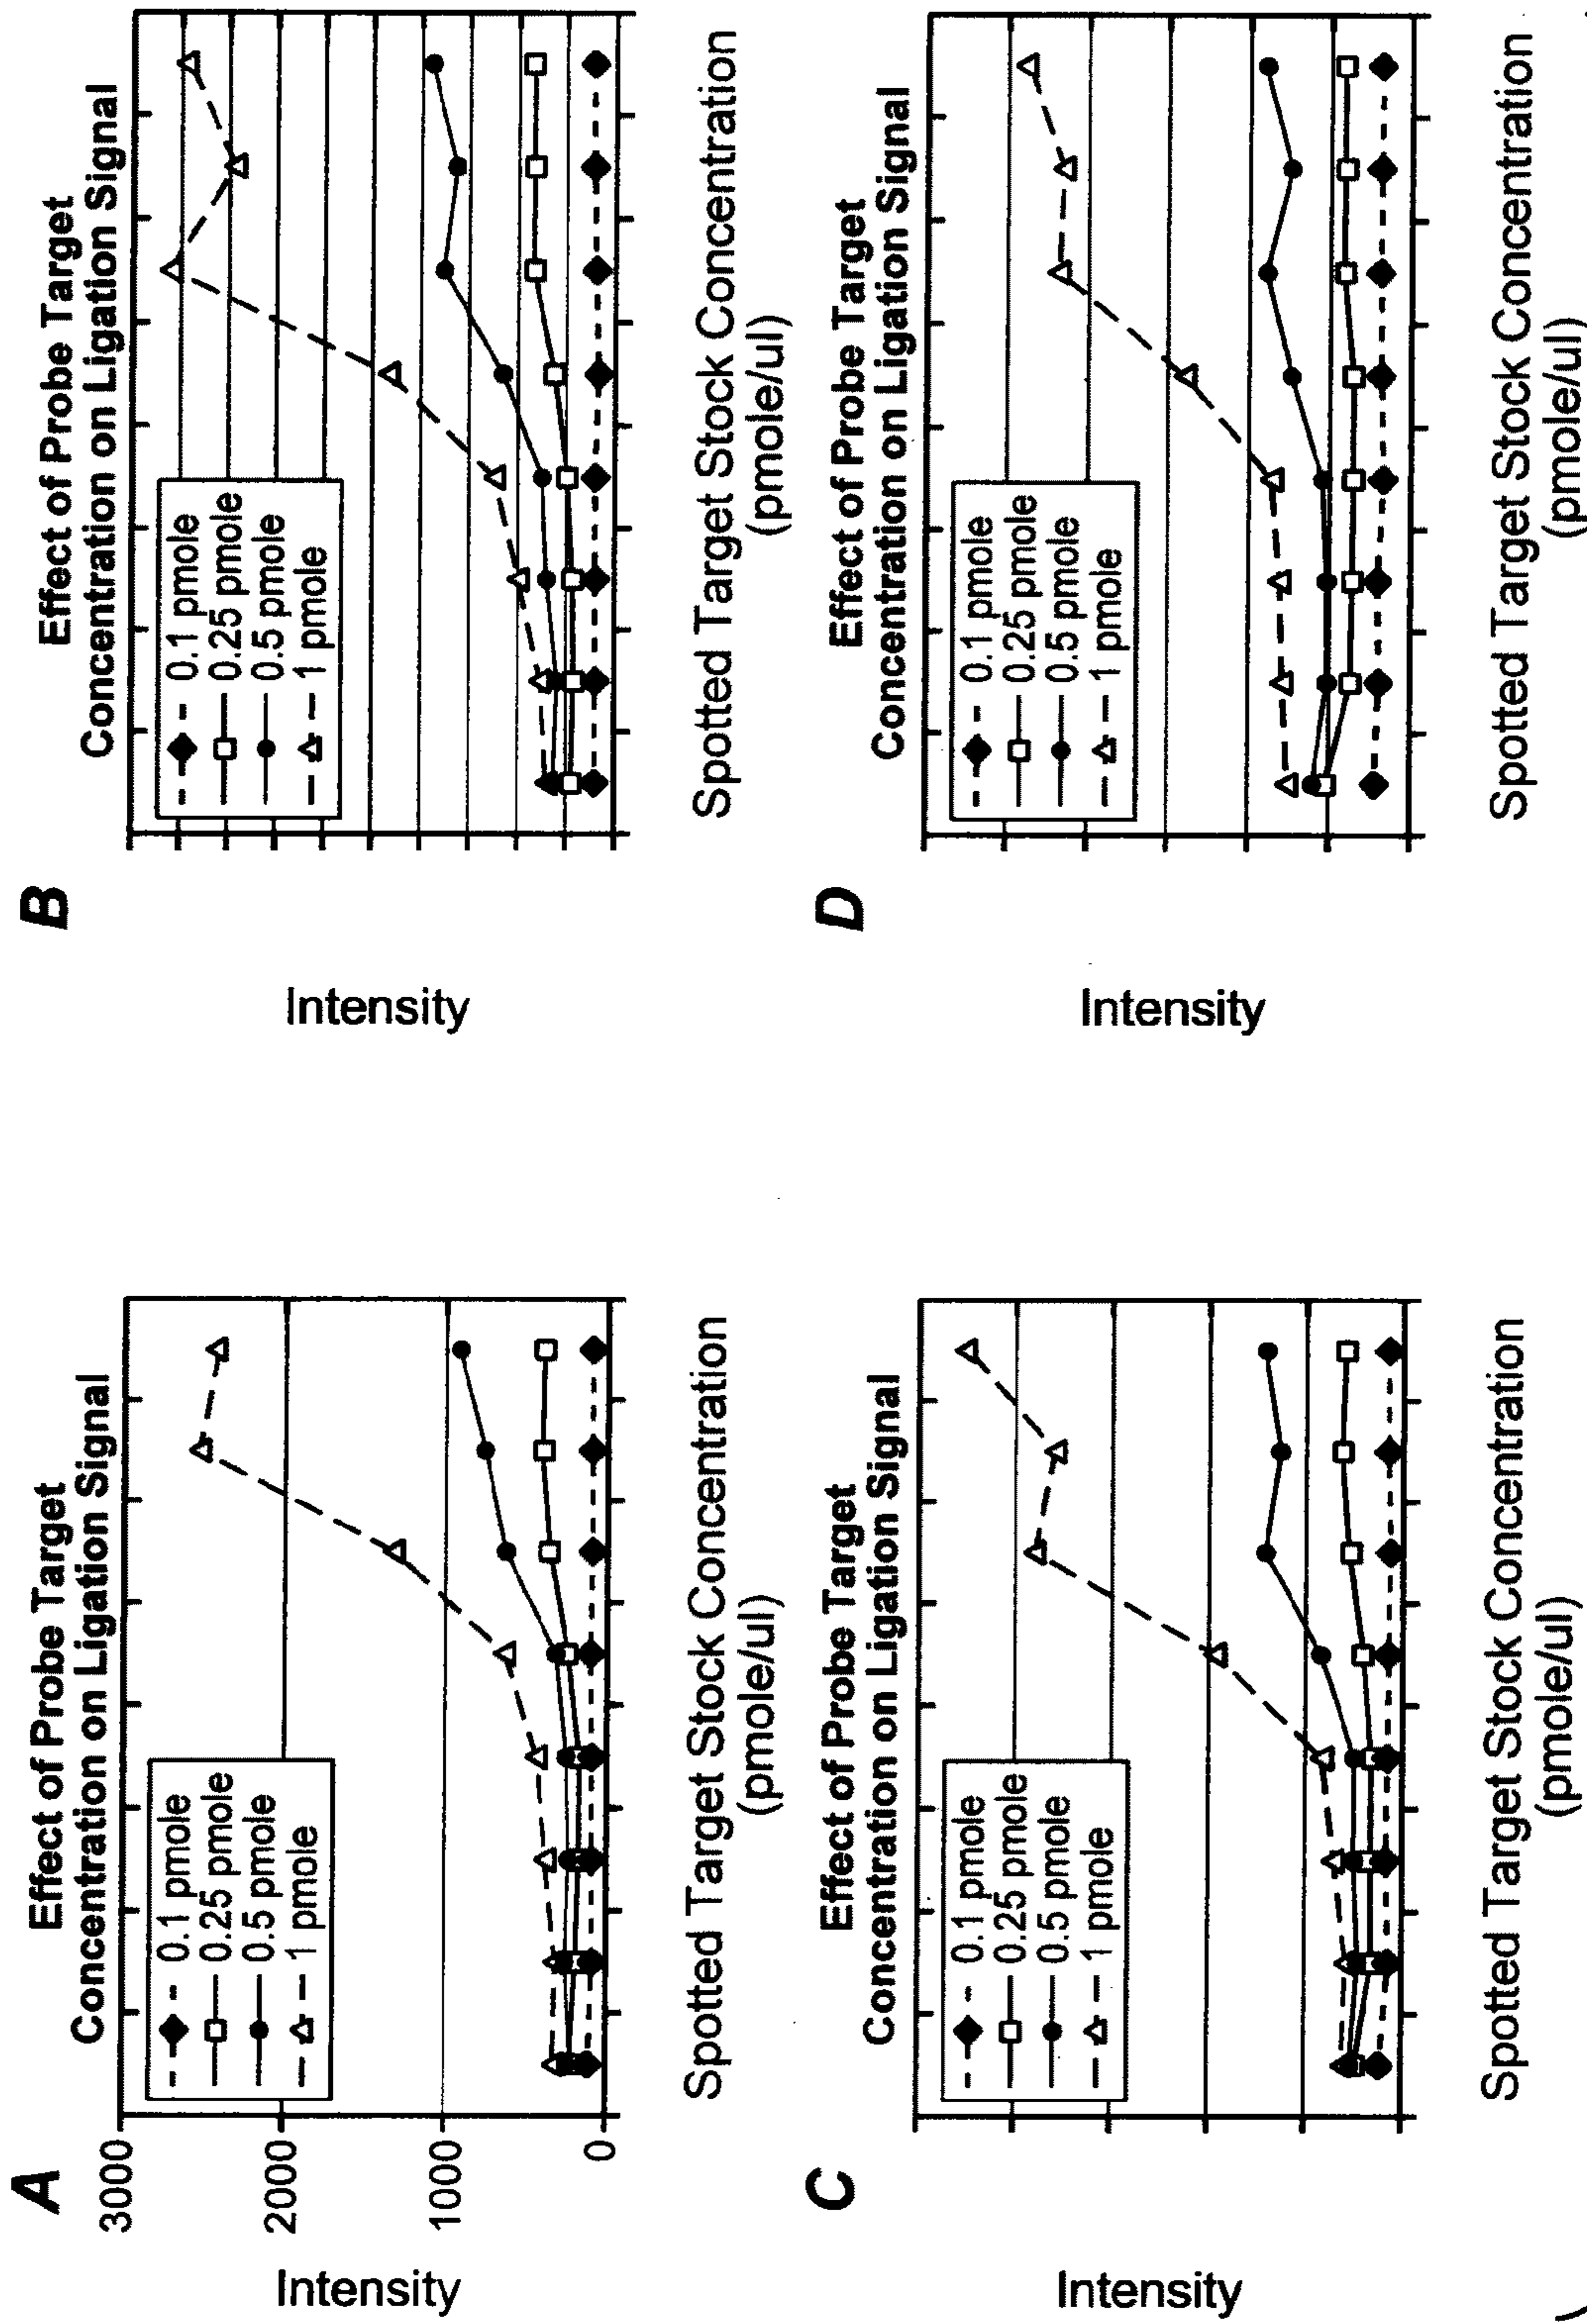 A
Effect of Probe Target
Concentration on Ligation Signal
3000
2000
1000
0
Intensity
0.1 pmole
0.25 pmole
0.5 pmole
1 pmole
Spotted Target Stock Concentration
(pmole/ul)
B
Effect of Probe Target
Concentration on Ligation Signal
Intensity
0.1 pmole
0.25 pmole
0.5 pmole
1 pmole
Spotted Target Stock Concentration
(pmole/ul)
C
Effect of Probe Target
Concentration on Ligation Signal
Intensity
0.1 pmole
0.25 pmole
0.5 pmole
1 pmole
Spotted Target Stock Concentration
(pmole/ul)
D
Effect of Probe Target
Concentration on Ligation Signal
Intensity
0.1 pmole
0.25 pmole
0.5 pmole
1 pmole
Spotted Target Stock Concentration
(pmole/ul)